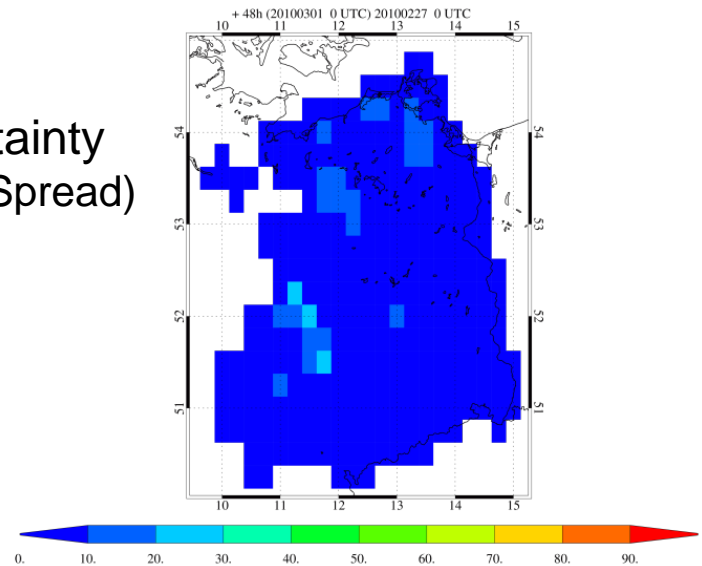 + 48h (20100301 0 UTC) 20100227 0 UTC
10 11 12 13 14 15
tainty
Spread)
54 54
53 53
52 52
51 51
10 11 12 13 14 15
0. 10. 20. 30. 40. 50. 60. 70. 80. 90.